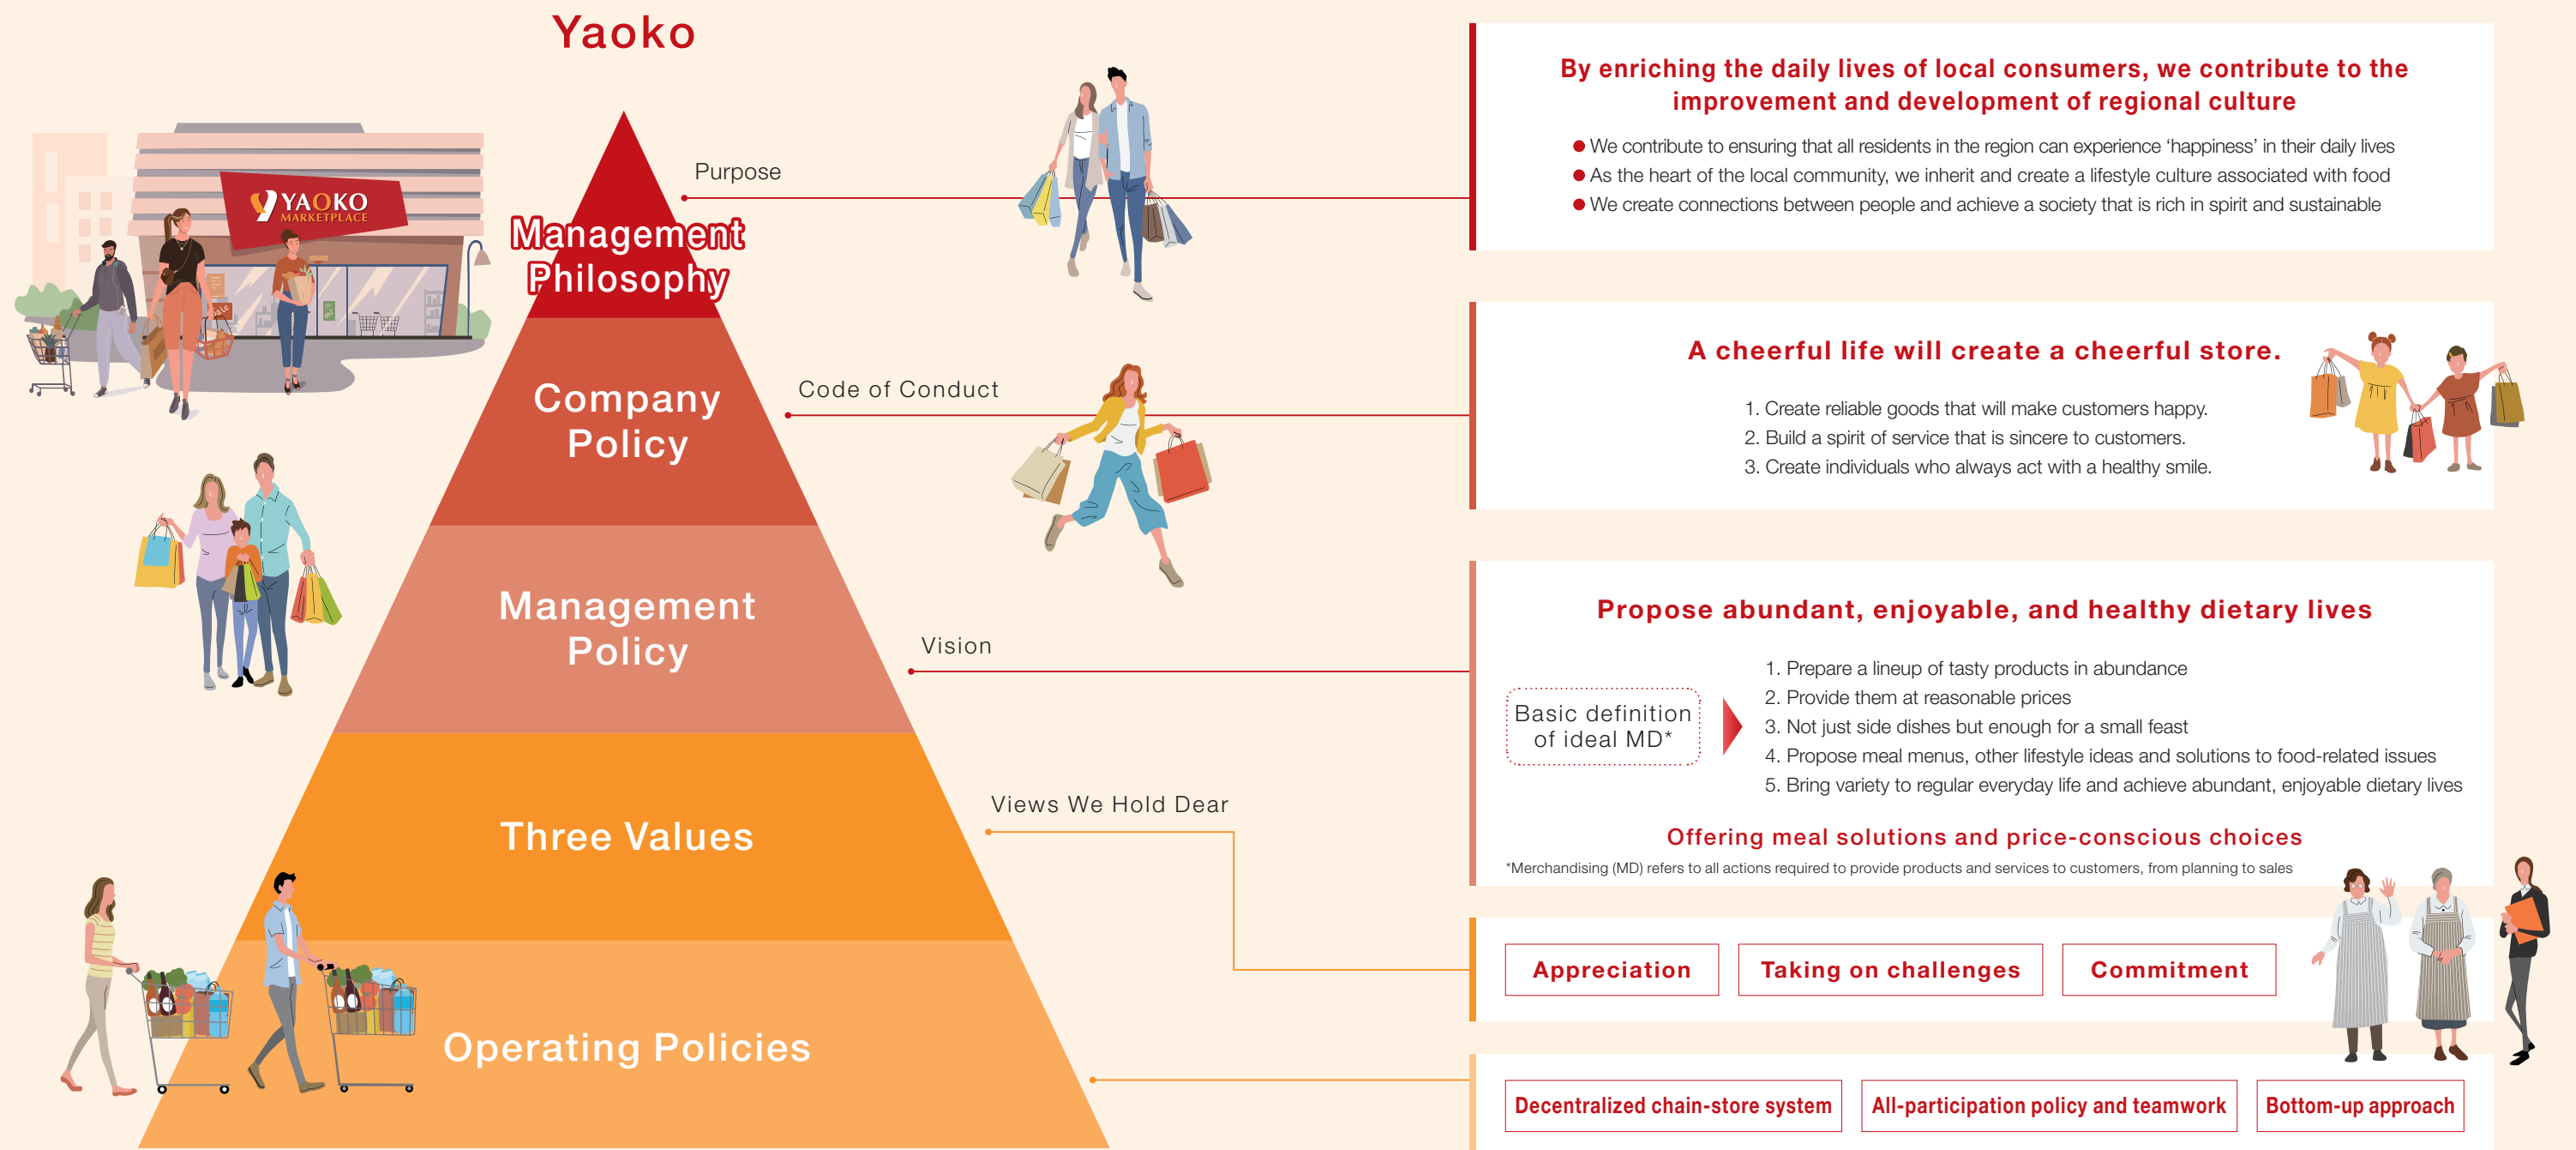 Yaoko
YAOKO
MARKETPLACE
SALE
Management
Philosophy
Company
Policy
Management
Policy
Three Values
Operating Policies
Purpose
Code of Conduct
Vision
Views We Hold Dear
By enriching the daily lives of local consumers, we contribute to the
improvement and development of regional culture
● We contribute to ensuring that all residents in the region can experience ‘happiness’ in their daily lives
● As the heart of the local community, we inherit and create a lifestyle culture associated with food
● We create connections between people and achieve a society that is rich in spirit and sustainable
A cheerful life will create a cheerful store.
1. Create reliable goods that will make customers happy.
2. Build a spirit of service that is sincere to customers.
3. Create individuals who always act with a healthy smile.
Propose abundant, enjoyable, and healthy dietary lives
Basic definition
of ideal MD*
1. Prepare a lineup of tasty products in abundance
2. Provide them at reasonable prices
3. Not just side dishes but enough for a small feast
4. Propose meal menus, other lifestyle ideas and solutions to food-related issues
5. Bring variety to regular everyday life and achieve abundant, enjoyable dietary lives
Offering meal solutions and price-conscious choices
*Merchandising (MD) refers to all actions required to provide products and services to customers, from planning to sales
Appreciation
Taking on challenges
Commitment
Decentralized chain-store system
All-participation policy and teamwork
Bottom-up approach